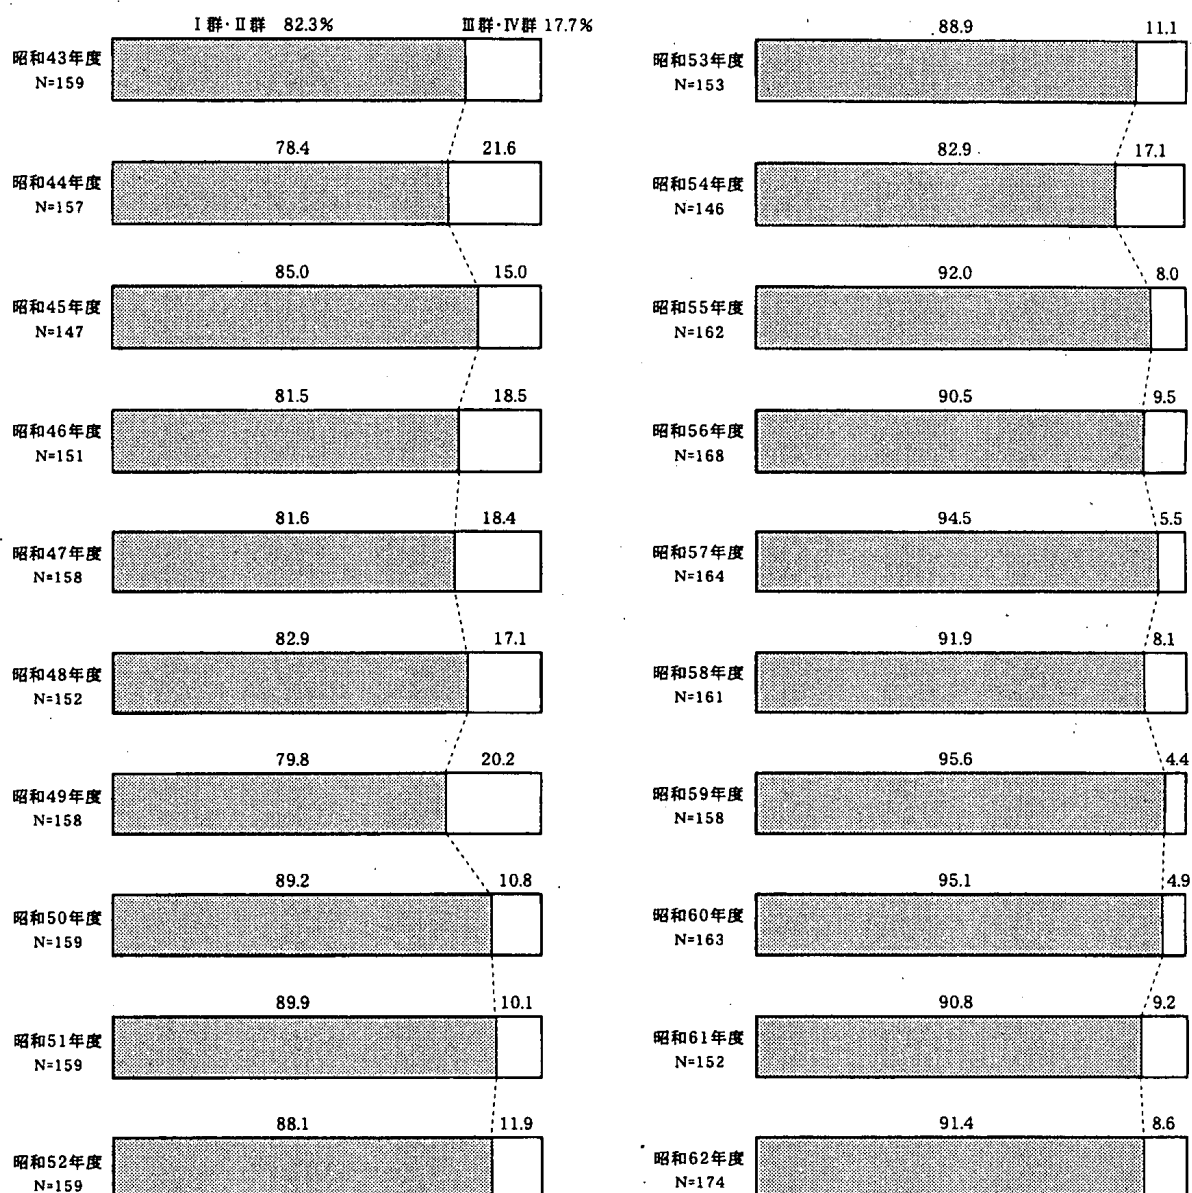 I群・II群 82.3% III群・IV群 17.7%
昭和43年度
N=159
78.4 21.6
昭和44年度
N=157
85.0 15.0
昭和45年度
N=147
81.5 18.5
昭和46年度
N=151
81.6 18.4
昭和47年度
N=158
82.9 17.1
昭和48年度
N=152
79.8 20.2
昭和49年度
N=158
89.2 10.8
昭和50年度
N=159
89.9 10.1
昭和51年度
N=159
88.1 11.9
昭和52年度
N=159
88.9 11.1
昭和53年度
N=153
82.9 17.1
昭和54年度
N=146
92.0 8.0
昭和55年度
N=162
90.5 9.5
昭和56年度
N=168
94.5 5.5
昭和57年度
N=164
91.9 8.1
昭和58年度
N=161
95.6 4.4
昭和59年度
N=158
95.1 4.9
昭和60年度
N=163
90.8 9.2
昭和61年度
N=152
91.4 8.6
昭和62年度
N=174